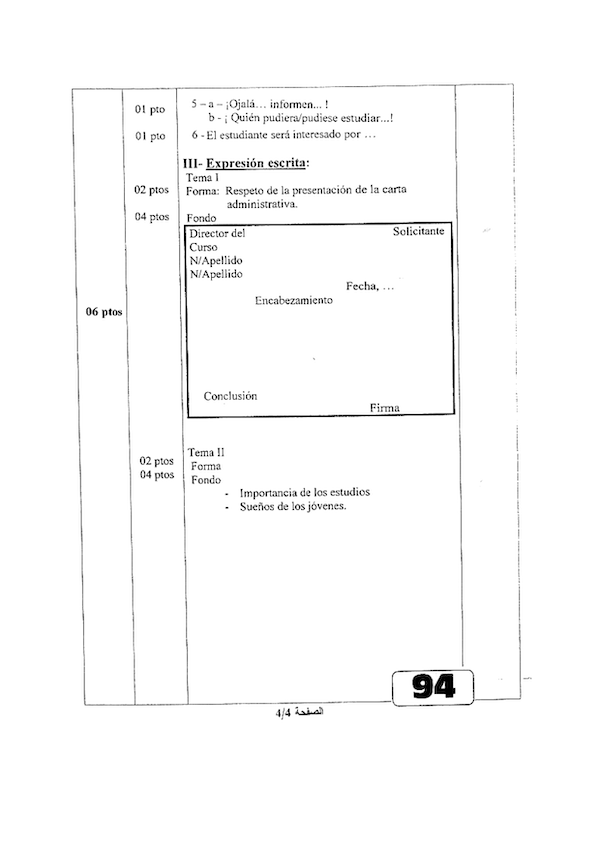 01 pto 5 – a – ¡Ojalá… informen... !
b - ¡ Quién pudiera/pudiese estudiar...!
01 pto 6 - El estudiante será interesado por …
III- Expresión escrita:
Tema 1
02 ptos Forma: Respeto de la presentación de la carta
administrativa.
04 ptos Fondo
Director del Solicitante
Curso
N/Apellido
N/Apellido
Fecha, …
Encabezamiento
06 ptos
Conclusión
Firma
Tema II
02 ptos Forma
04 ptos Fondo
- Importancia de los estudios
- Sueños de los jóvenes.
94
الصفحة 4/4